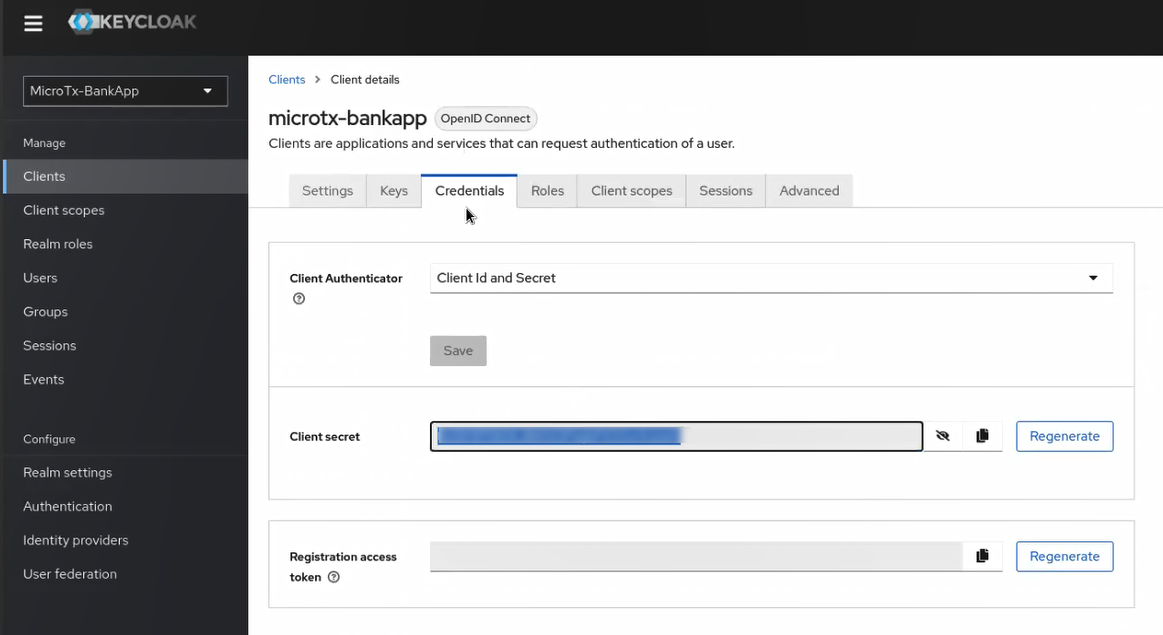 KEYCLOAK
MicroTx-BankApp
Manage
Clients
Client scopes
Realm roles
Users
Groups
Sessions
Events
Configure
Realm settings
Authentication
Identity providers
User federation
Clients > Client details
microtx-bankapp OpenID Connect
Clients are applications and services that can request authentication of a user.
Settings Keys Credentials Roles Client scopes Sessions Advanced
Client Authenticator Client Id and Secret
Save
Client secret Regenerate
Registration access Regenerate
token